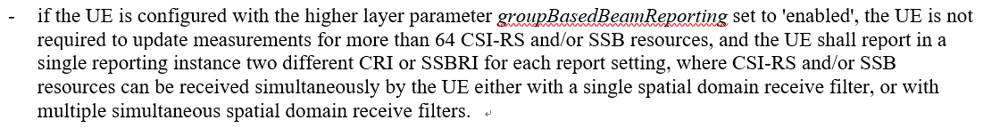 - if the UE is configured with the higher layer parameter groupBasedBeamReporting set to 'enabled', the UE is not
required to update measurements for more than 64 CSI-RS and/or SSB resources, and the UE shall report in a
single reporting instance two different CRI or SSBRI for each report setting, where CSI-RS and/or SSB
resources can be received simultaneously by the UE either with a single spatial domain receive filter, or with
multiple simultaneous spatial domain receive filters.